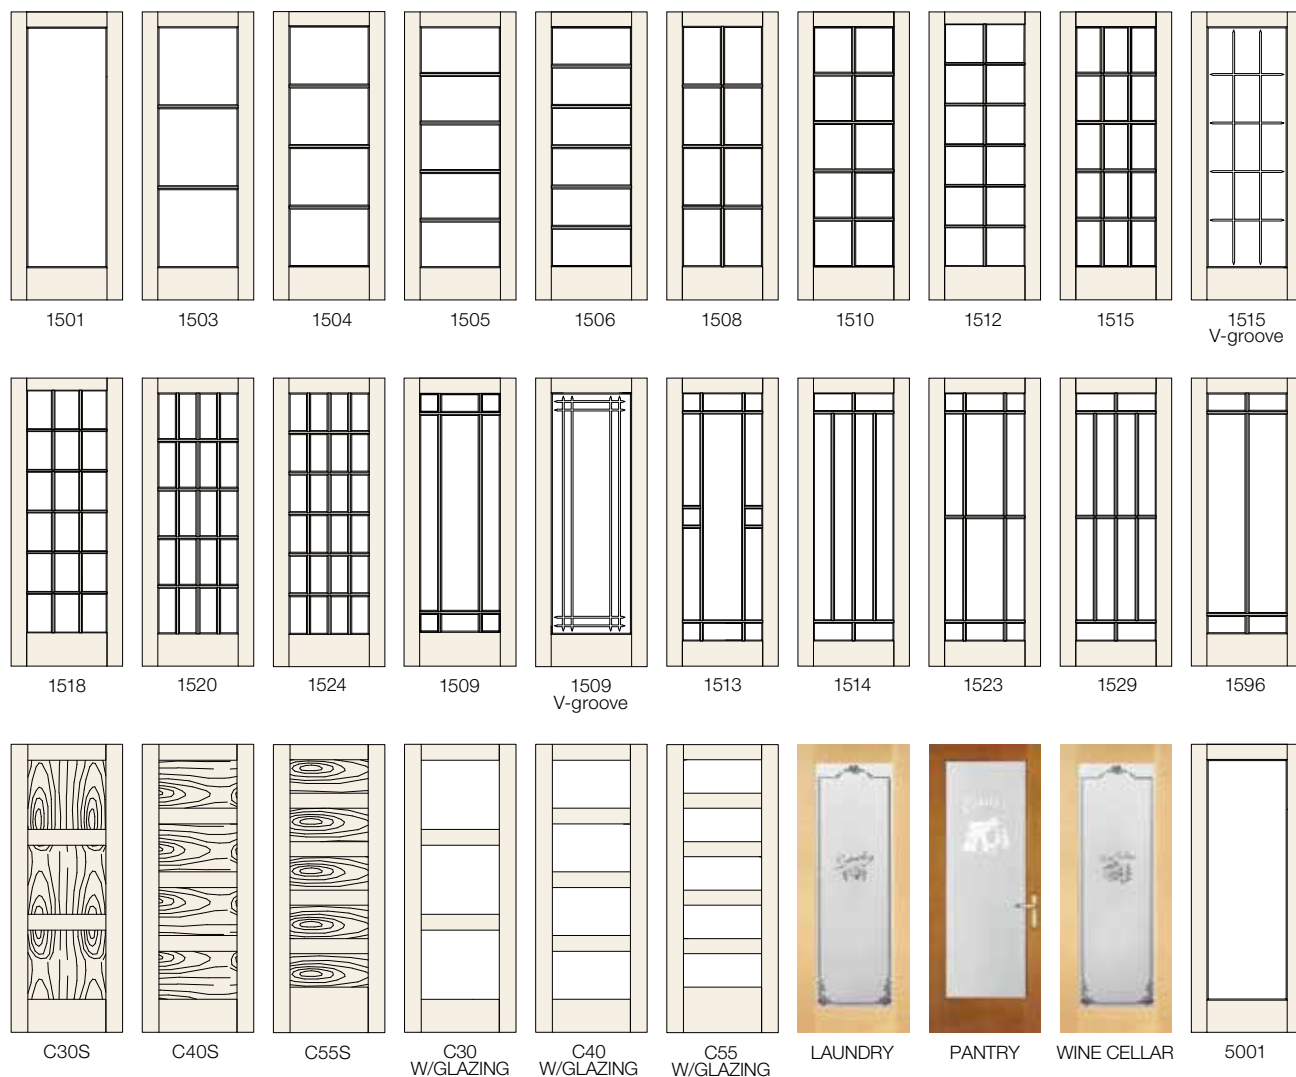 1501 1503 1504 1505 1506 1508 1510 1512 1515 1515
V-groove
1518 1520 1524 1509 1509 1513 1514 1523 1529 1596
V-groove
C30S C40S C55S C30 C40 C55 LAUNDRY PANTRY WINE CELLAR 5001
W/GLAZING W/GLAZING W/GLAZING